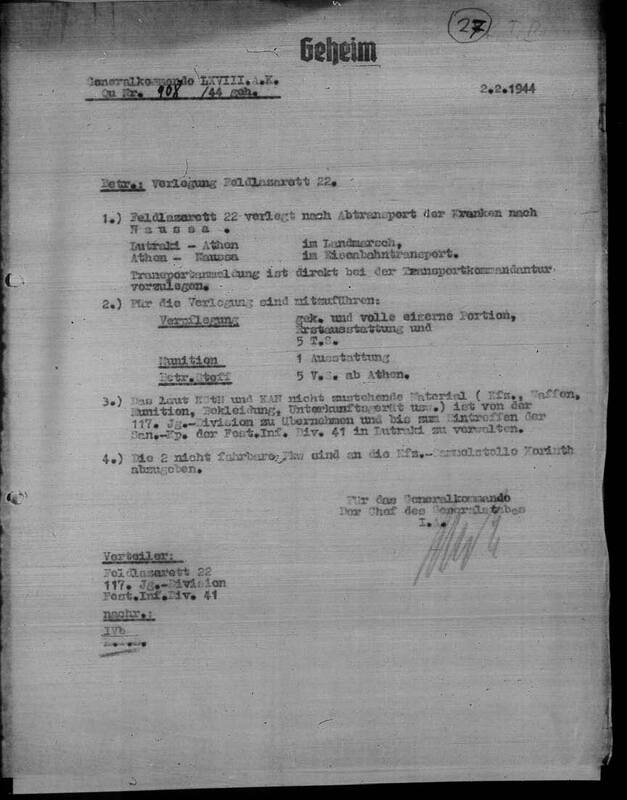 27
Geheim
Generalkommando LXVIII.A.K.
Qu Nr. 908 /44 geh.
2.2.1944
Betr.: Verlegung Feldlazarett 22.
1.) Feldlazarett 22 verlegt nach Abtransport der Kranken nach
Naussa .
Lutraki - Athen im Landmarsch,
Athen - Naussa im Eisenbahntransport.
Transportanmeldung ist direkt bei der Transportkommandantur
vorzulegen.
2.) Für die Verlegung sind mitzuführen:
Verpflegung gek. und volle eiserne Portion,
Erstausstattung und
5 T.S.
Munition 1 Ausstattung
Betr.Stoff 5 V.S. ab Athen.
3.) Das laut KStN und KAN nicht zustehende Material ( Kfz., Waffen,
Munition, Bekleidung, Unterkunftsgerät usw.) ist von der
117. Jg.-Division zu übernehmen und bis zum Eintreffen der
San.-Kp. der Fest.Inf. Div. 41 in Lutraki zu verwalten.
4.) Die 2 nicht fahrbare Pkw sind an die Kfz.-Sammelstelle Korinth
abzugeben.
Für das Generalkommando
Der Chef des Generalstabes
I.A.
Verteiler:
Feldlazarett 22
117. Jg.-Division
Fest.Inf.Div. 41
nachr.:
IVb